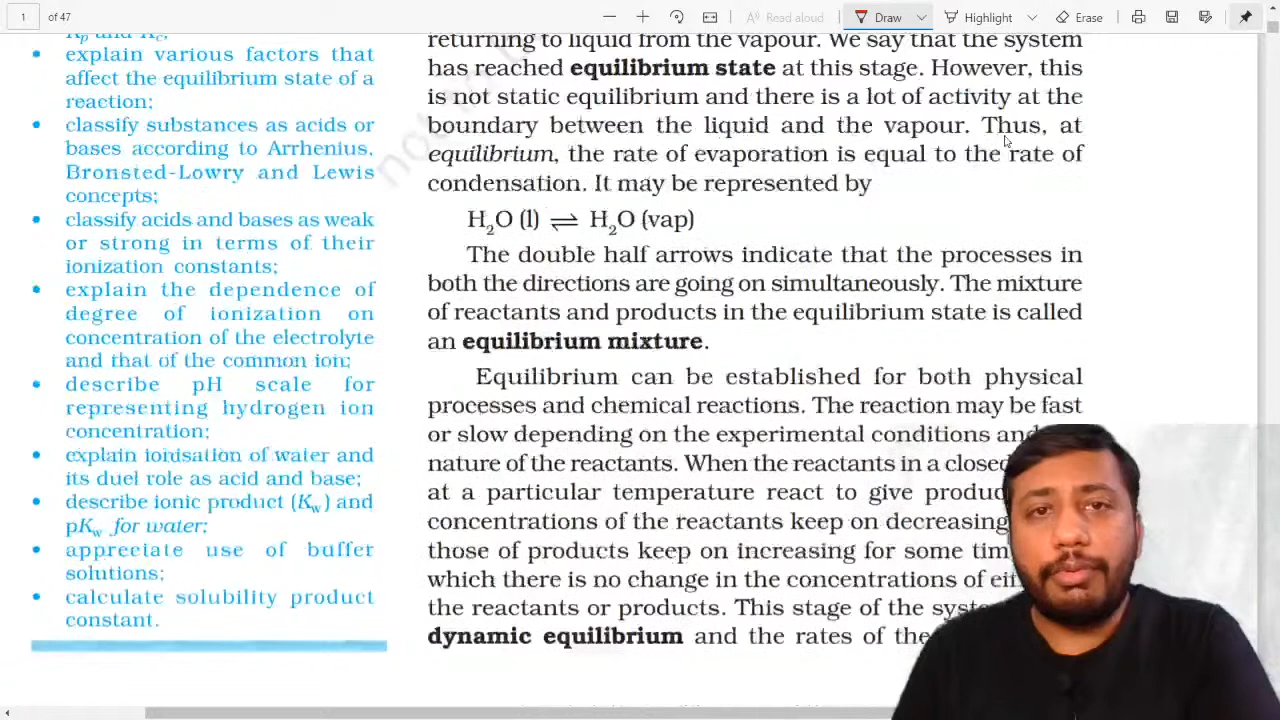 1 of 47
Read aloud
Draw
Highlight
Erase
Kp and Kc;
• explain various factors that
affect the equilibrium state of a
reaction;
• classify substances as acids or
bases according to Arrhenius,
Bronsted-Lowry and Lewis
concepts;
• classify acids and bases as weak
or strong in terms of their
ionization constants;
• explain the dependence of
degree of ionization on
concentration of the electrolyte
and that of the common ion;
• describe pH scale for
representing hydrogen ion
concentration;
• explain ionisation of water and
its duel role as acid and base;
• describe ionic product (Kw) and
pKw for water;
• appreciate use of buffer
solutions;
• calculate solubility product
constant.
returning to liquid from the vapour. We say that the system
has reached equilibrium state at this stage. However, this
is not static equilibrium and there is a lot of activity at the
boundary between the liquid and the vapour. Thus, at
equilibrium, the rate of evaporation is equal to the rate of
condensation. It may be represented by
H₂O (l) ⇌ H₂O (vap)
The double half arrows indicate that the processes in
both the directions are going on simultaneously. The mixture
of reactants and products in the equilibrium state is called
an equilibrium mixture.
Equilibrium can be established for both physical
processes and chemical reactions. The reaction may be fast
or slow depending on the experimental conditions and
nature of the reactants. When the reactants in a closed
at a particular temperature react to give
concentrations of the reactants keep on decreasing
those of products keep on increasing for some
which there is no change in the concentrations of
the reactants or products. This stage of the
dynamic equilibrium and the rates of the
not